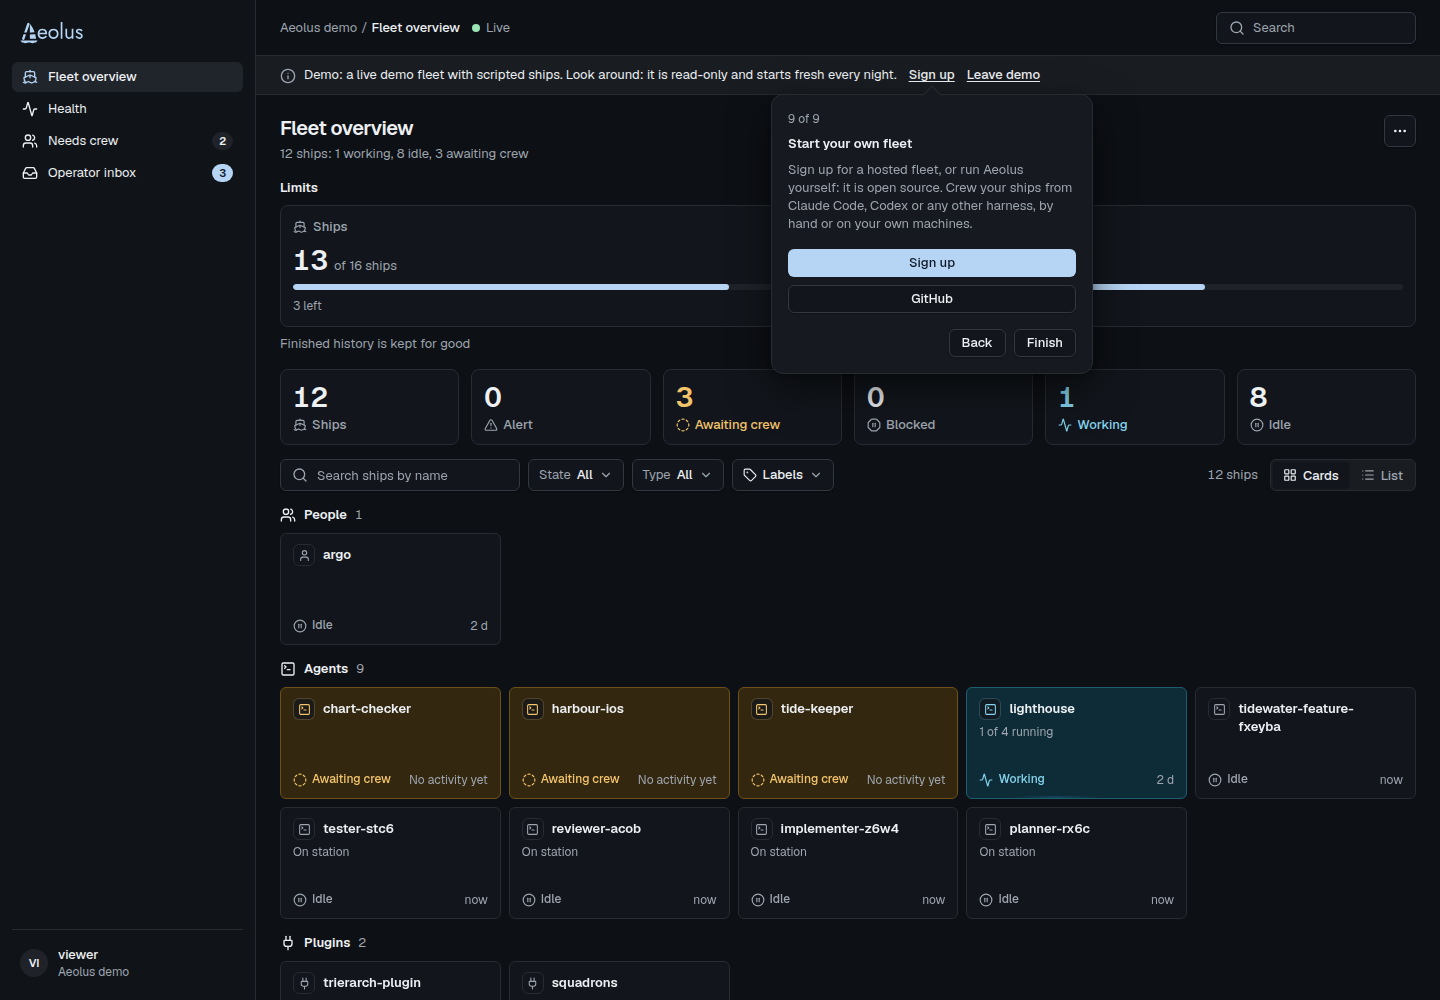 Aeolus
Fleet overview
Health
Needs crew 2
Operator inbox 3
viewer
VI
Aeolus demo
Aeolus demo / Fleet overview Live
Search
Demo: a live demo fleet with scripted ships. Look around: it is read-only and starts fresh every night. Sign up Leave demo
9 of 9
Start your own fleet
Sign up for a hosted fleet, or run Aeolus
yourself: it is open source. Crew your ships from
Claude Code, Codex or any other harness, by
hand or on your own machines.
Sign up
GitHub
Back Finish
Fleet overview
12 ships: 1 working, 8 idle, 3 awaiting crew
Limits
Ships
13 of 16 ships
3 left
Finished history is kept for good
12
Ships
0
Alert
3
Awaiting crew
0
Blocked
1
Working
8
Idle
Search ships by name
State All
Type All
Labels
12 ships
Cards
List
People 1
argo
Idle 2 d
Agents 9
chart-checker
Awaiting crew No activity yet
harbour-ios
Awaiting crew No activity yet
tide-keeper
Awaiting crew No activity yet
lighthouse
1 of 4 running
Working 2 d
tidewater-feature-
fxeyba
Idle now
tester-stc6
On station
Idle now
reviewer-acob
On station
Idle now
implementer-z6w4
On station
Idle now
planner-rx6c
On station
Idle now
Plugins 2
trierarch-plugin
squadrons